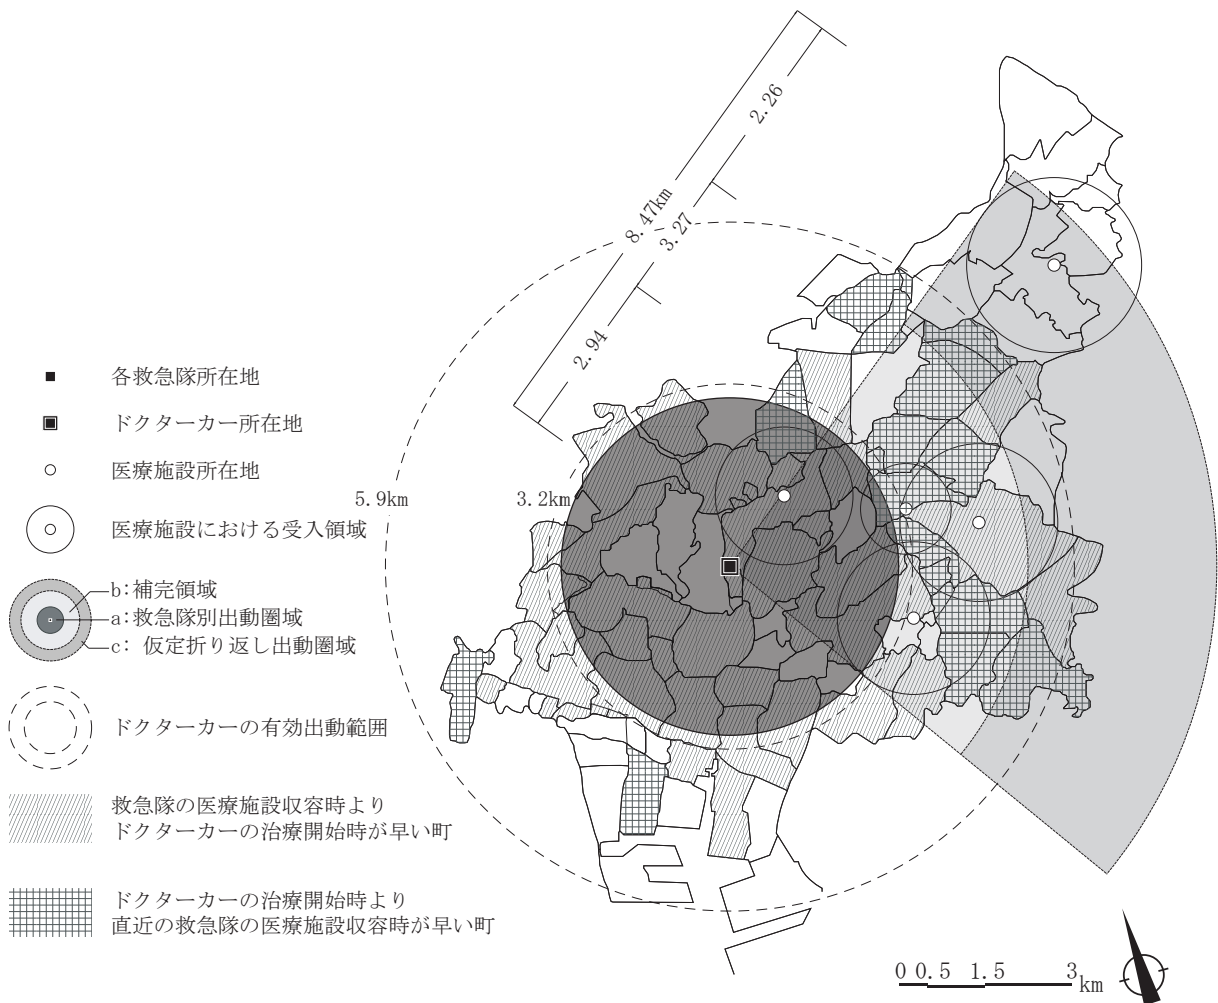 2.26
8.47km
3.27
2.94
5.9km
3.2km
各救急隊所在地
ドクターカー所在地
医療施設所在地
医療施設における受入領域
b:補完領域
a:救急隊別出動圏域
c: 仮定折り返し出動圏域
ドクターカーの有効出動範囲
救急隊の医療施設収容時より
ドクターカーの治療開始時が早い町
ドクターカーの治療開始時より
直近の救急隊の医療施設収容時が早い町
0 0.5 1.5 3 km